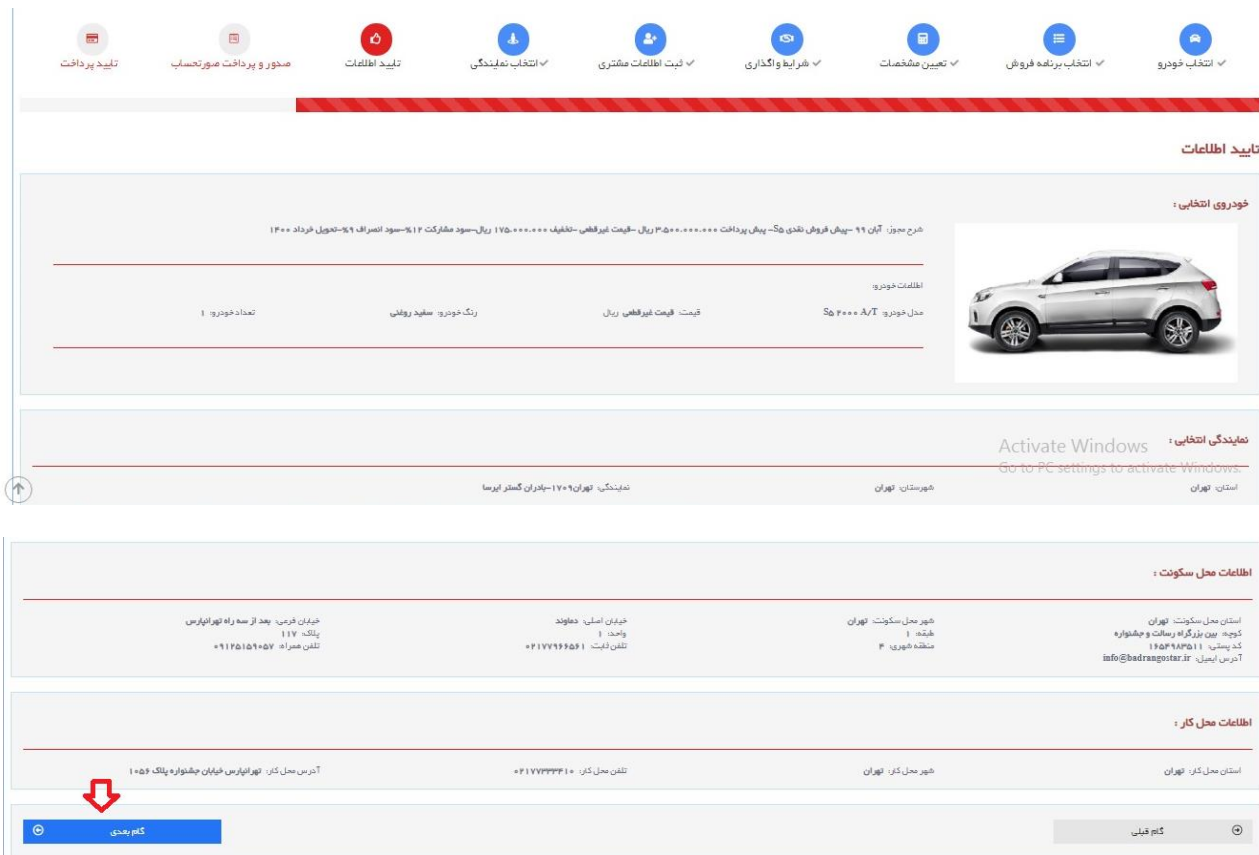 انتخاب خودرو
انتخاب برنامه فروش
تعیین مشخصات
شرایط واگذاری
ثبت اطلاعات مشتری
انتخاب نمایندگی
تایید اطلاعات
صدور و پرداخت صورتحساب
تایید پرداخت
تایید اطلاعات
خودروی انتخابی :
شرح مجوز: آبان ۹۹ -پیش فروش نقدی S۵- پیش پرداخت ۳.۵۰۰.۰۰۰.۰۰۰ ریال -قیمت غیرقطعی -تخفیف ۱۷۵.۰۰۰.۰۰۰ ریال-سود مشارکت ۱۲%-سود انصراف ۹%-تحویل خرداد ۱۴۰۰
اطلاعات خودرو:
مدل خودرو: S۵ ۲۰۰۰ A/T
قیمت: قیمت غیرقطعی ریال
رنگ خودرو: سفید روغنی
تعداد خودرو: ۱
نمایندگی انتخابی :
Activate Windows
Go to PC settings to activate Windows.
استان: تهران
شهرستان: تهران
نمایندگی: تهران۱۷۰۹-بادران گستر ایرسا
اطلاعات محل سکونت :
استان محل سکونت: تهران
شهر محل سکونت: تهران
خیابان اصلی: دماوند
خیابان فرعی: بعد از سه راه تهرانپارس
کوچه: بین بزرگراه رسالت و جشنواره
طبقه: ۱
واحد: ۱
پلاک: ۱۱۷
کد پستی: ۱۶۵۴۹۸۳۵۱۱
منطقه شهری: ۴
تلفن ثابت: ۰۲۱۷۷۹۶۶۵۶۱
تلفن همراه: ۰۹۱۲۵۱۵۹۰۵۷
آدرس ایمیل: info@badrangostar.ir
اطلاعات محل کار :
استان محل کار: تهران
شهر محل کار: تهران
تلفن محل کار: ۰۲۱۷۷۳۳۳۴۱۰
آدرس محل کار: تهرانپارس خیابان جشنواره پلاک ۱۰۵۶
گام قبلی
گام بعدی